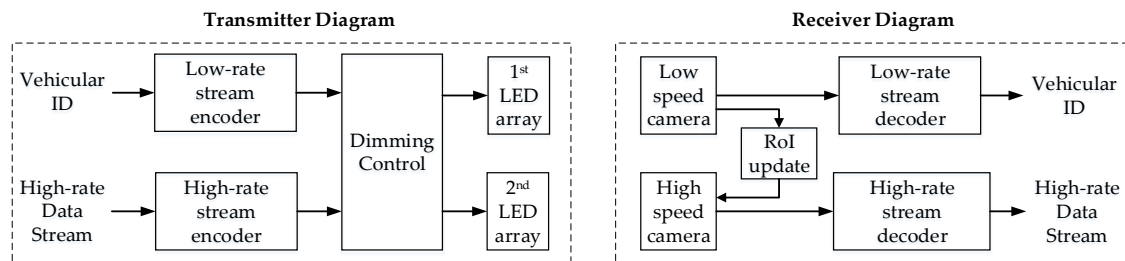 Transmitter Diagram
Vehicular
ID
Low-rate
stream
encoder
Dimming
Control
1st
LED
array
High-rate
Data
Stream
High-rate
stream
encoder
2nd
LED
array
Receiver Diagram
Low
speed
camera
Low-rate
stream
decoder
Vehicular
ID
RoI
update
High
speed
camera
High-rate
stream
decoder
High-rate
Data
Stream